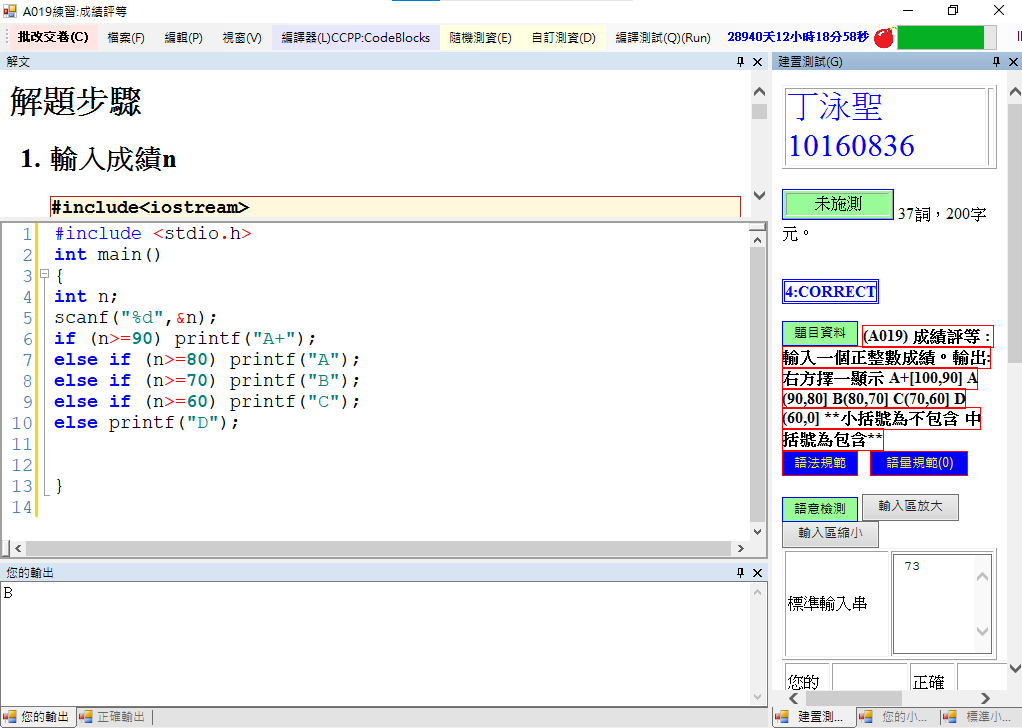 A019練習:成績評等
批改交卷(C) 檔案(F) 編輯(P) 視窗(V) 編譯器(L)CCPP:CodeBlocks 隨機測資(E) 自訂測資(D) 編譯測試(Q)(Run) 28940天12小時18分58秒
解文
解題步驟
1. 輸入成績n
#include<iostream>
1 #include <stdio.h>
2 int main()
3 {
4 int n;
5 scanf("%d",&n);
6 if (n>=90) printf("A+");
7 else if (n>=80) printf("A");
8 else if (n>=70) printf("B");
9 else if (n>=60) printf("C");
10 else printf("D");
11
12
13 }
14
您的輸出
B
您的輸出 正確輸出
建置測試(G)
丁泳聖
10160836
未施測 37詞，200字
元。
4:CORRECT
題目資料 (A019) 成績評等 :
輸入一個正整數成績。輸出:
右方擇一顯示 A+[100,90] A
(90,80] B(80,70] C(70,60] D
(60,0] **小括號為不包含 中
括號為包含**
語法規範 語量規範(0)
語意檢測 輸入區放大
輸入區縮小
標準輸入串 73
您的 正確
建置測... 您的小... 標準小...